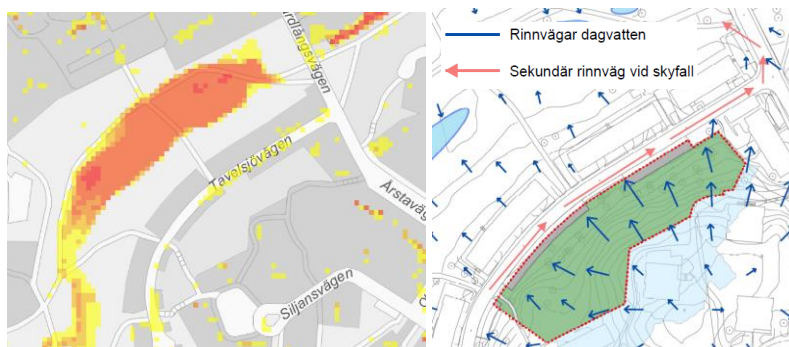 Tavelsjövägen
Årstaväg
Siljansvägen
Rinnvägar dagvatten
Sekundär rinnväg vid skyfall